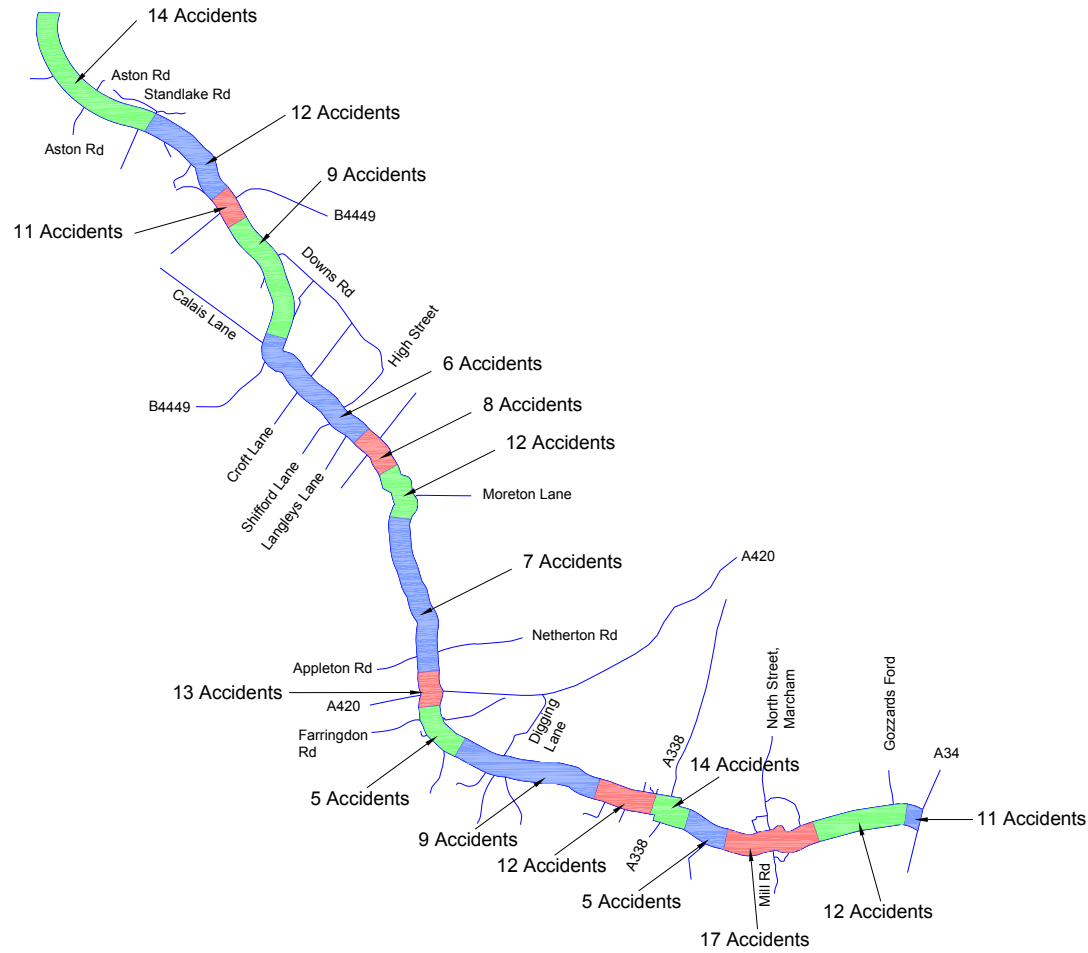 14 Accidents
Aston Rd
Standlake Rd
12 Accidents
Aston Rd
9 Accidents
B4449
11 Accidents
Downs Rd
Calais Lane
High Street
6 Accidents
B4449
8 Accidents
12 Accidents
Croft Lane
Shifford Lane
Langleys Lane
Moreton Lane
7 Accidents
A420
Netherton Rd
Appleton Rd
13 Accidents
A420
Farringdon
Rd
Digging
Lane
A338
North Street,
Marcham
Gozzards Ford
A34
14 Accidents
5 Accidents
11 Accidents
9 Accidents
12 Accidents
A338
Mill Rd
5 Accidents
12 Accidents
17 Accidents